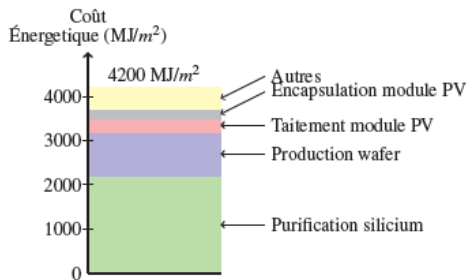 Coût
Énergetique (MJ/m²)
4200 MJ/m²
4000
3000
2000
1000
0
Autres
Encapsulation module PV
Taitement module PV
Production wafer
Purification silicium